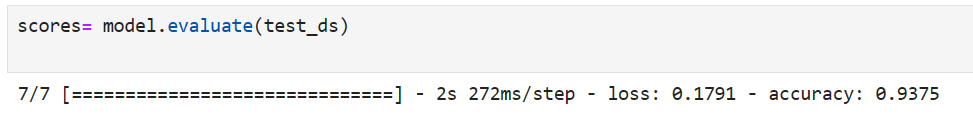 scores= model.evaluate(test_ds)
7/7 [==============================] - 2s 272ms/step - loss: 0.1791 - accuracy: 0.9375